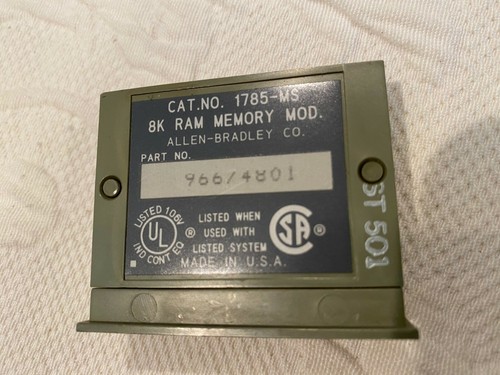 CAT.NO. 1785-MS
8K RAM MEMORY MOD.
ALLEN-BRADLEY CO.
PART NO.
966/4801
LISTED 106V
UL ®
IND CONT EQ
LISTED WHEN
USED WITH
LISTED SYSTEM
SA ®
MADE IN U.S.A.
ST 501